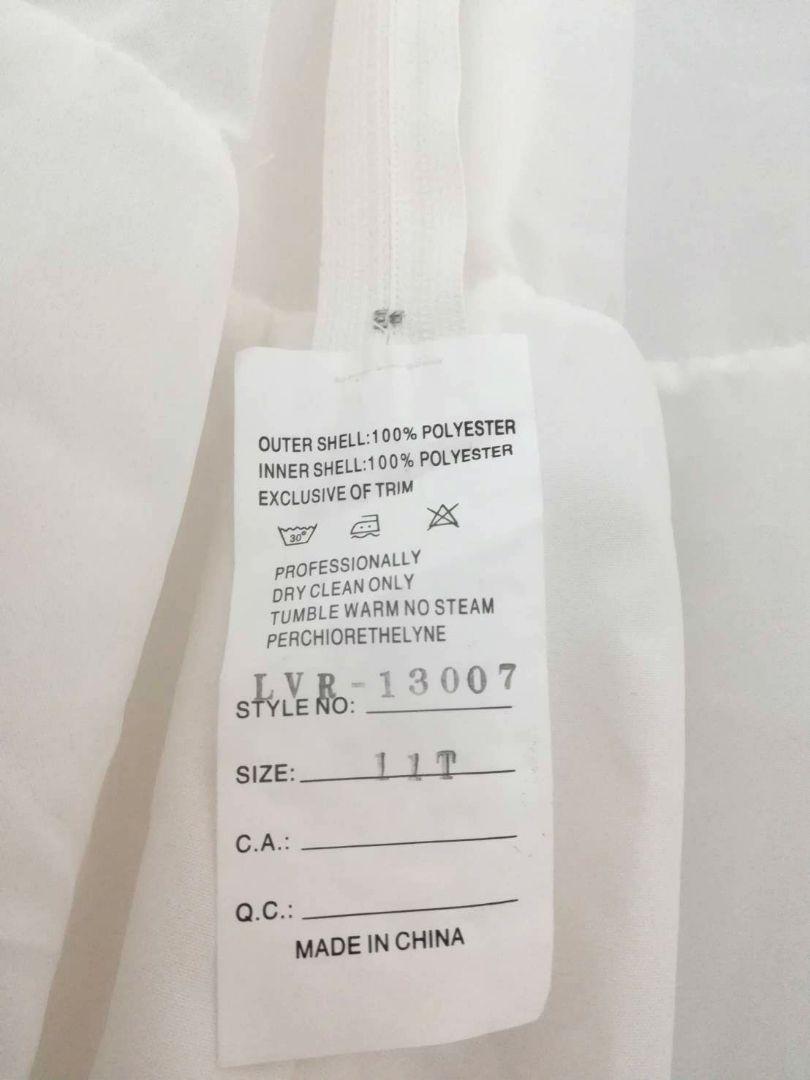 OUTER SHELL:100% POLYESTER
INNER SHELL:100% POLYESTER
EXCLUSIVE OF TRIM
30°
PROFESSIONALLY
DRY CLEAN ONLY
TUMBLE WARM NO STEAM
PERCHIORETHELYNE
STYLE NO: LVR-13007
SIZE: 11T
C.A.:
Q.C.:
MADE IN CHINA